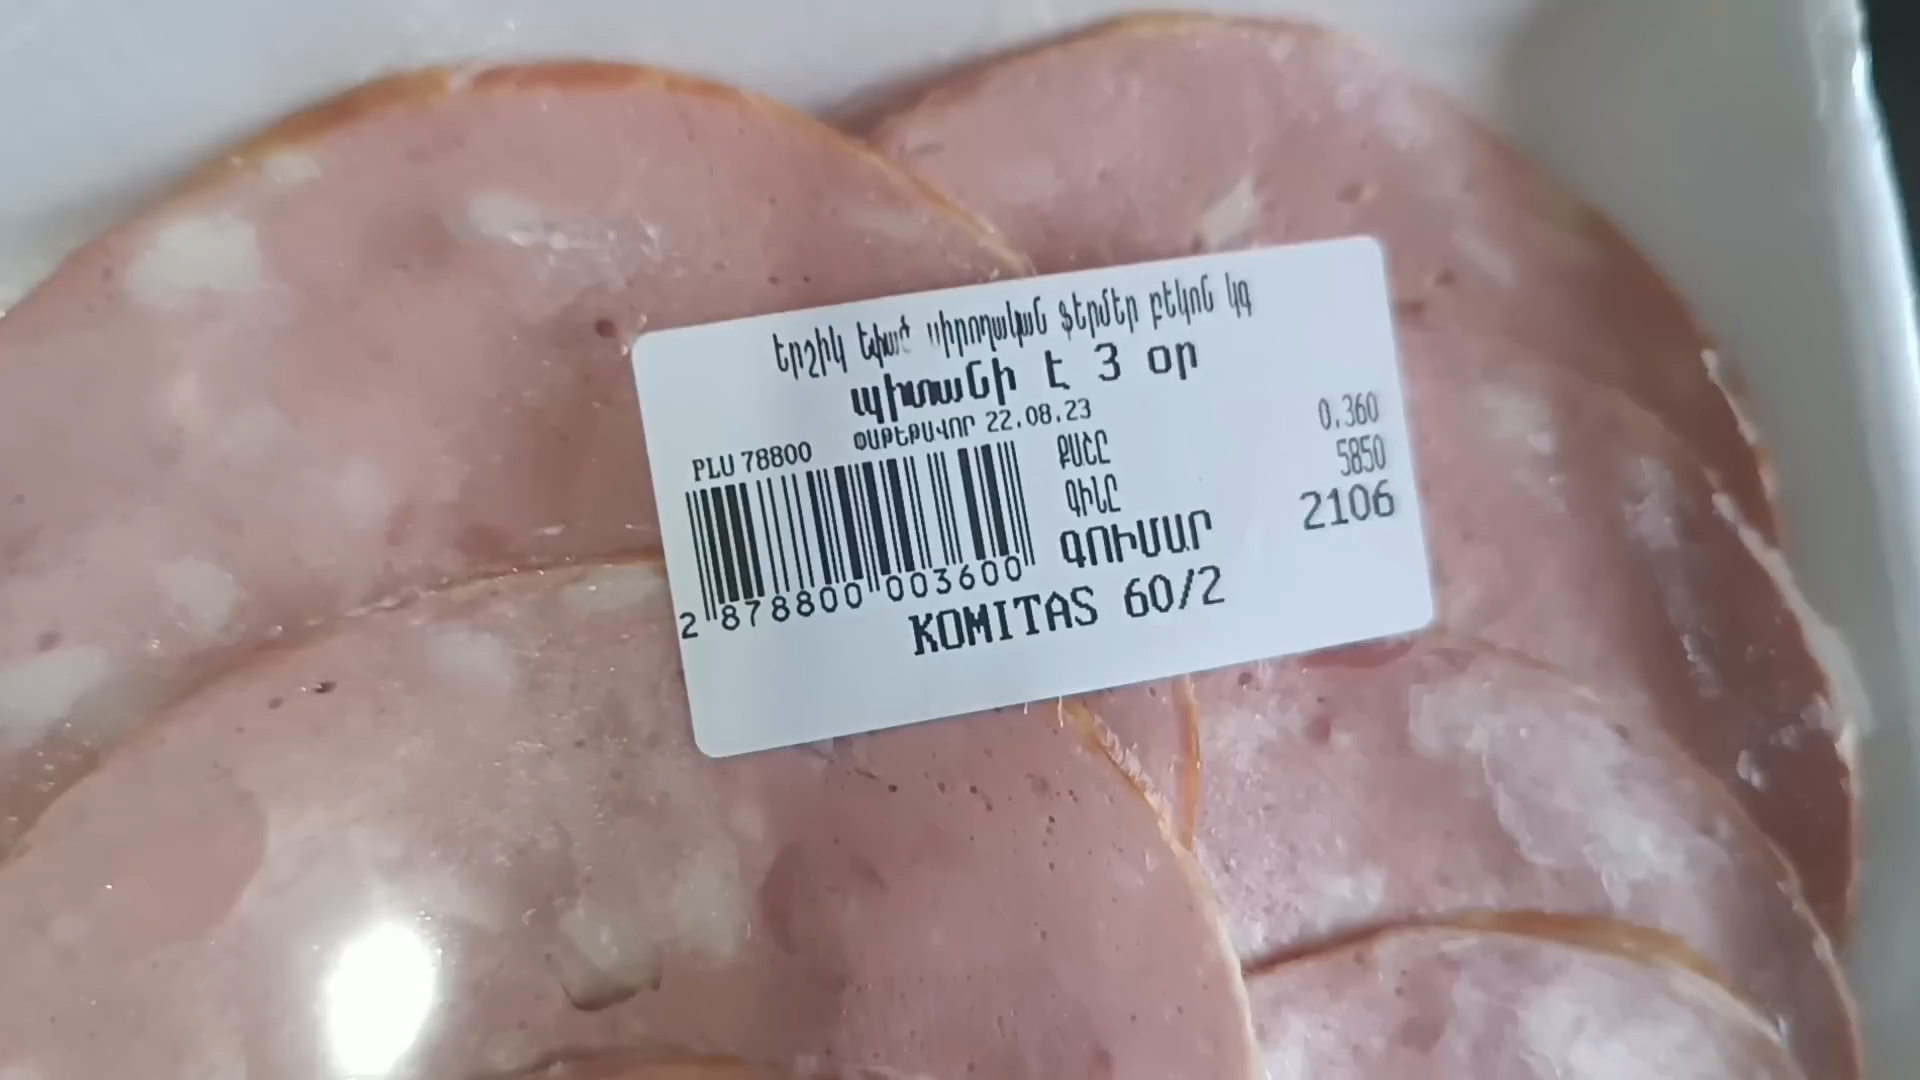 Երշիկ եփած սիրողական ֆերմեր բեկոն կգ
պիտանի է 3 օր
ՓԱԹԵԹԱՎՈՐ 22.08.23
PLU 78800
ՔԱՇԸ 0.360
ԳԻՆԸ 5850
ԳՈՒՄԱՐ 2106
2 878800 003600
KOMITAS 60/2